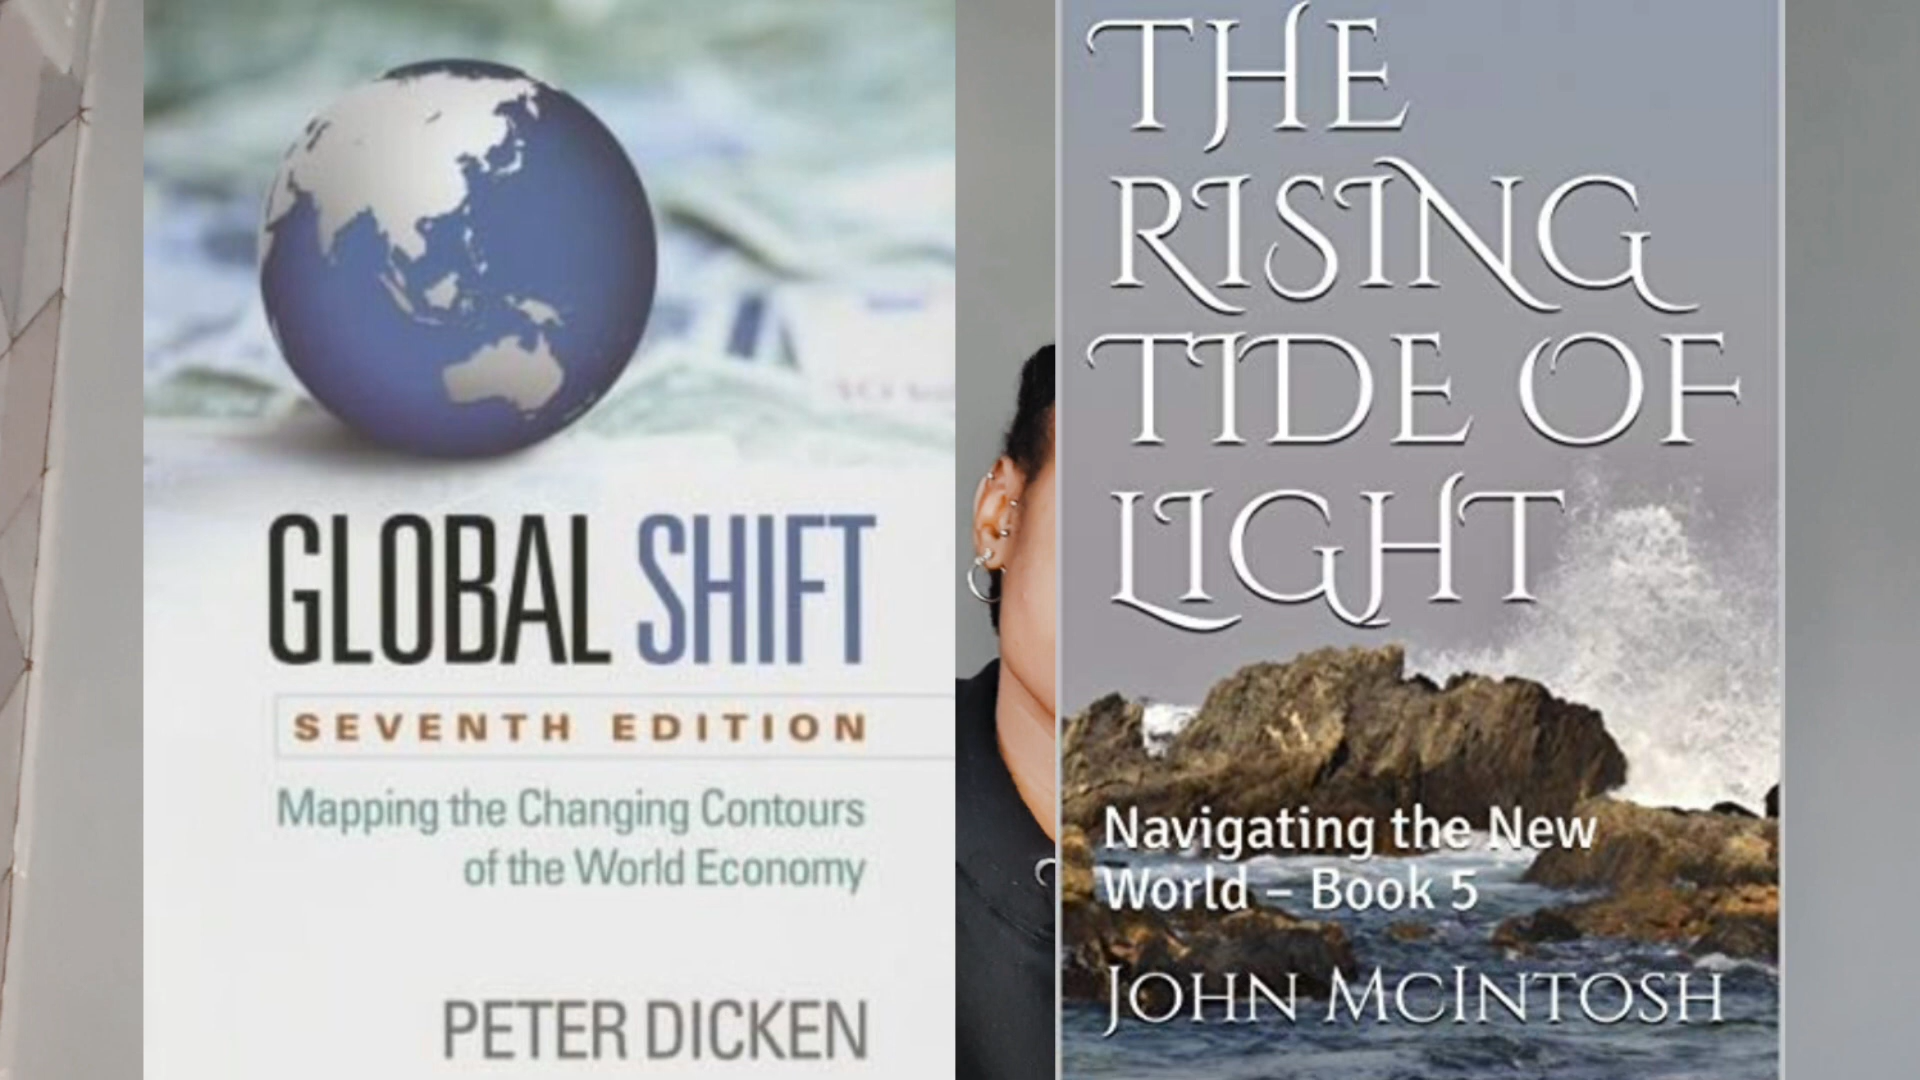 GLOBAL SHIFT
SEVENTH EDITION
Mapping the Changing Contours
of the World Economy
PETER DICKEN
THE
RISING
TIDE OF
LIGHT
Navigating the New
World – Book 5
JOHN MCINTOSH